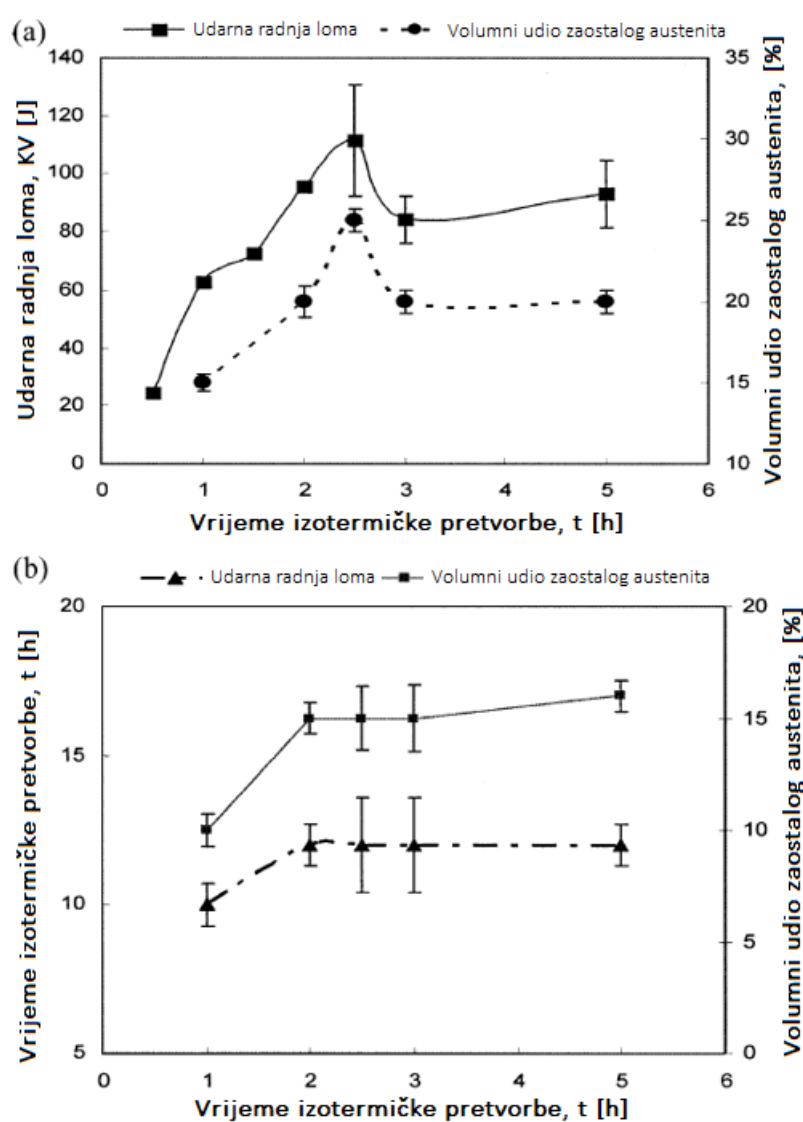 (a)
Udarna radnja loma
Volumni udio zaostalog austenita
Udarna radnja loma, KV [J]
140
120
100
80
60
40
20
0
35
30
25
20
15
10
Volumni udio zaostalog austenita, [%]
0 1 2 3 4 5 6
Vrijeme izotermičke pretvorbe, t [h]
(b)
Udarna radnja loma
Volumni udio zaostalog austenita
Vrijeme izotermičke pretvorbe, t [h]
20
15
10
5
20
15
10
5
0
Volumni udio zaostalog austenita, [%]
0 1 2 3 4 5 6
Vrijeme izotermičke pretvorbe, t [h]